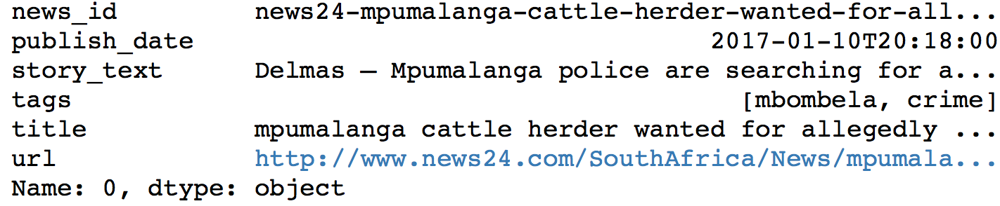 news_id news24-mpumalanga-cattle-herder-wanted-for-all...
publish_date 2017-01-10T20:18:00
story_text Delmas – Mpumalanga police are searching for a...
tags [mbombela, crime]
title mpumalanga cattle herder wanted for allegedly ...
url http://www.news24.com/SouthAfrica/News/mpumala...
Name: 0, dtype: object